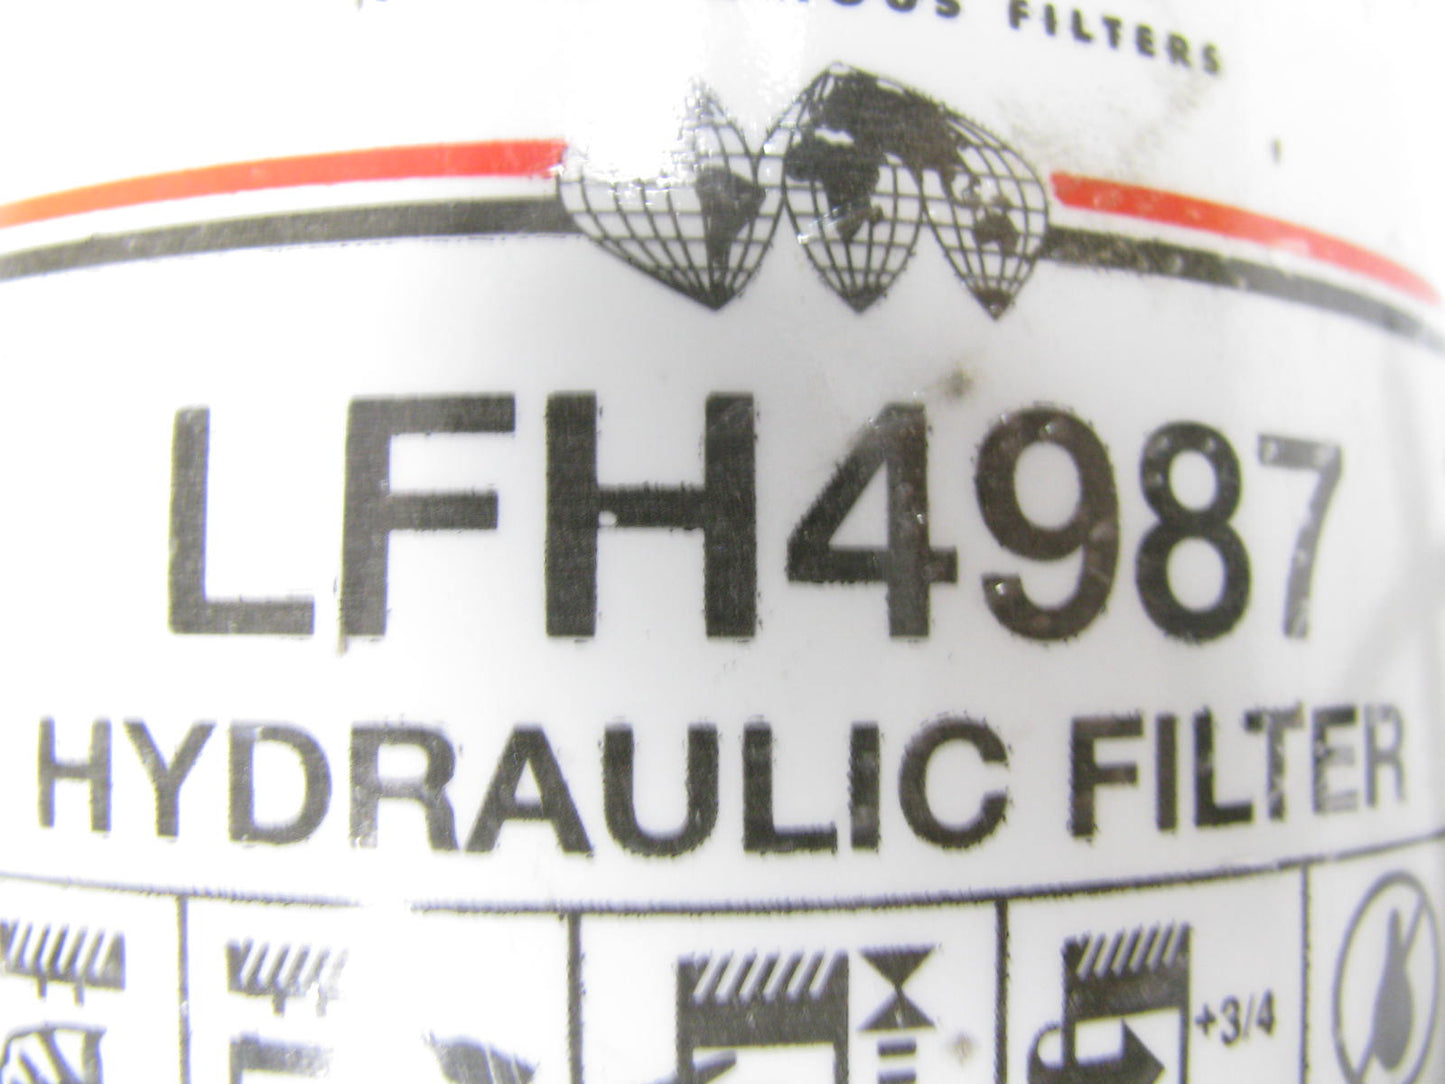 FILTERS
LFH4987
HYDRAULIC FILTER
+3/4